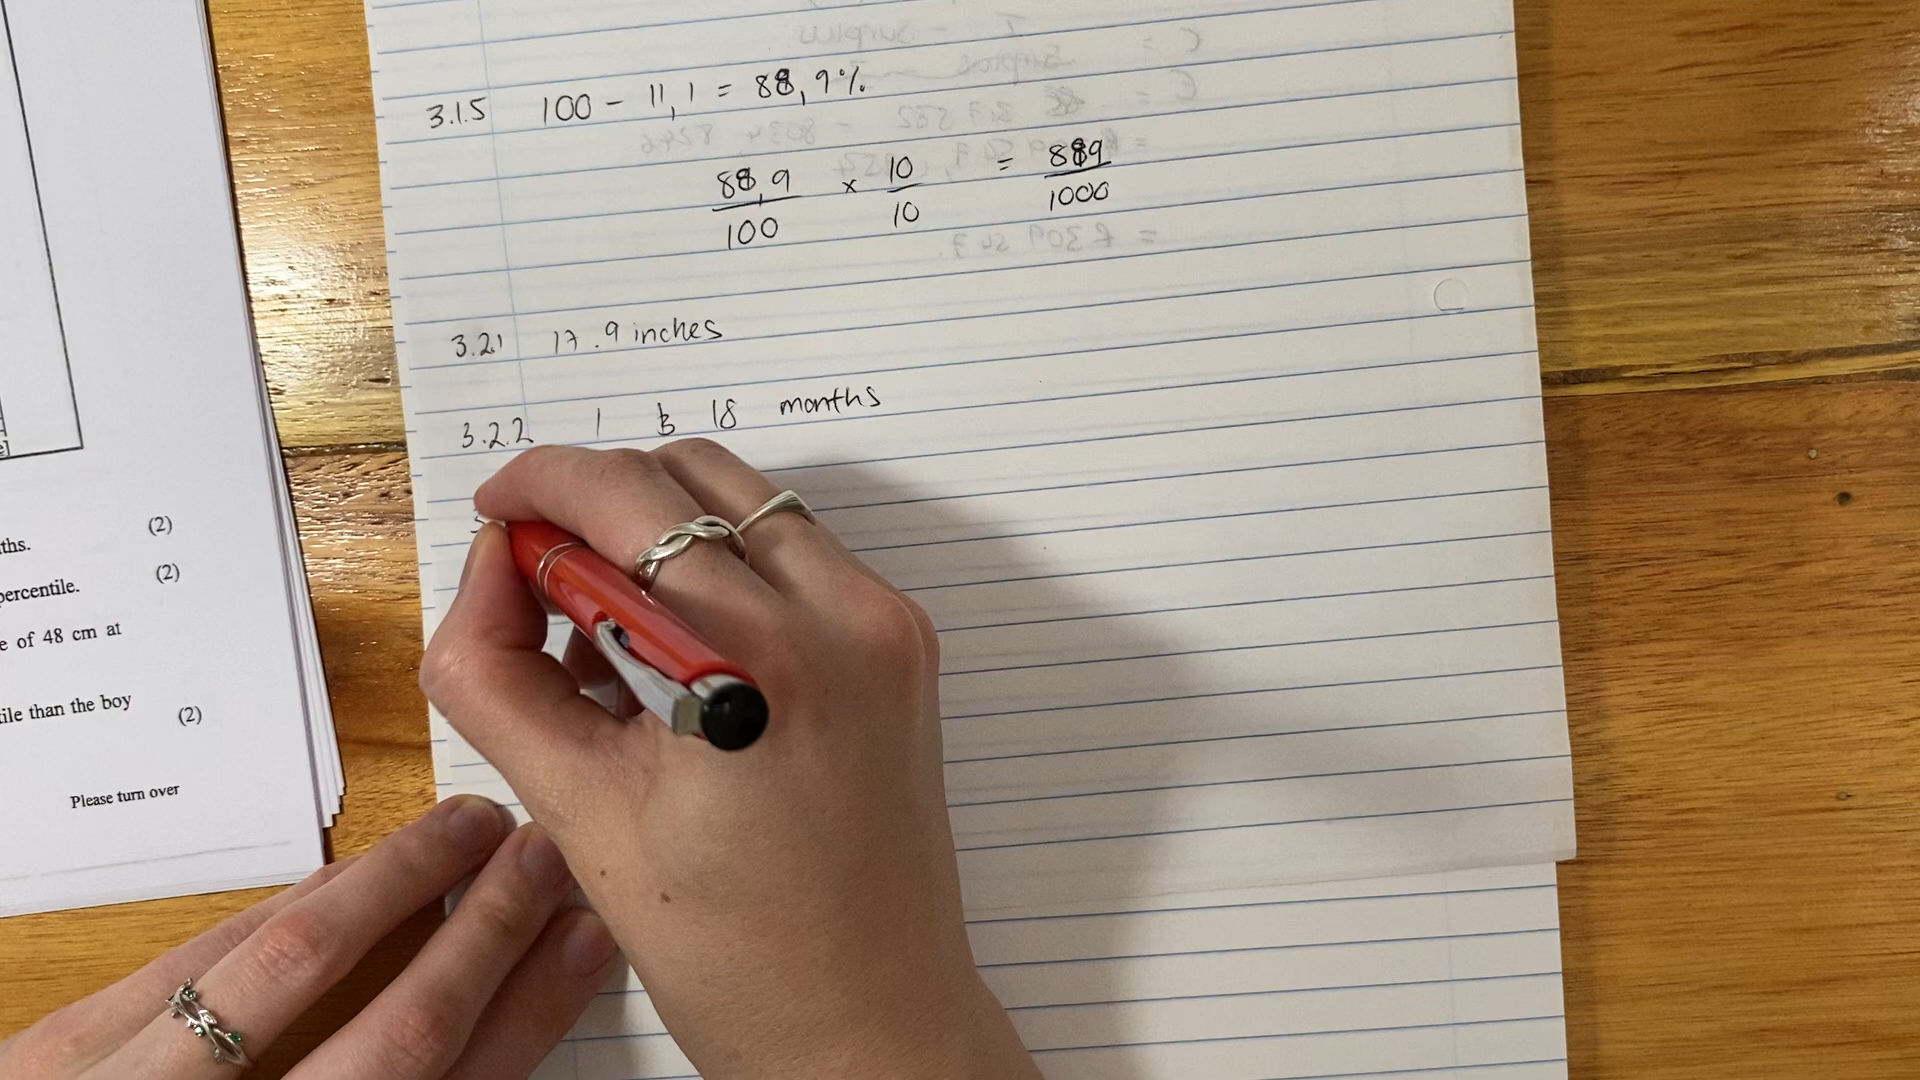 3.1.5 100 - 11,1 = 88,9%
88,9/100 × 10/10 = 889/1000
3.2.1 17.9 inches
3.2.2 1 & 18 months
ths. (2)
percentile. (2)
e of 48 cm at
tile than the boy
(2)
Please turn over